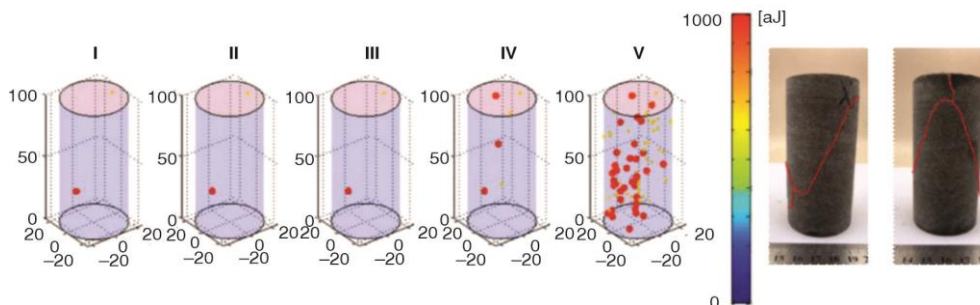 I II III IV V
1000 [aJ]
100 100 100 100 100
50 50 50 50 50
0 0 0 0 0
20 20 20 20 20 20 20 20 20 20
0 0 0 0 0 0 0 0 0 0
−20 −20 −20 −20 −20 −20 −20 −20 −20 −20
0